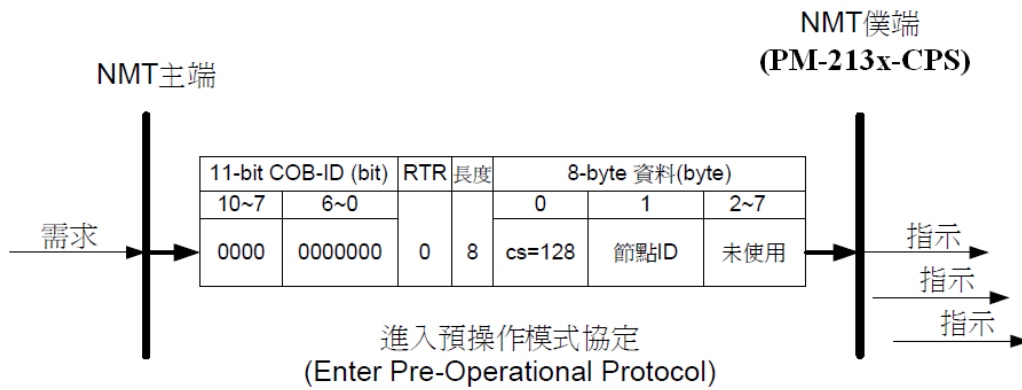 NMT僕端
(PM-213x-CPS)
NMT主端
11-bit COB-ID (bit) RTR 長度 8-byte 資料(byte)
10~7 6~0 0 1 2~7
需求 0000 0000000 0 8 cs=128 節點ID 未使用 指示
指示
指示
進入預操作模式協定
(Enter Pre-Operational Protocol)